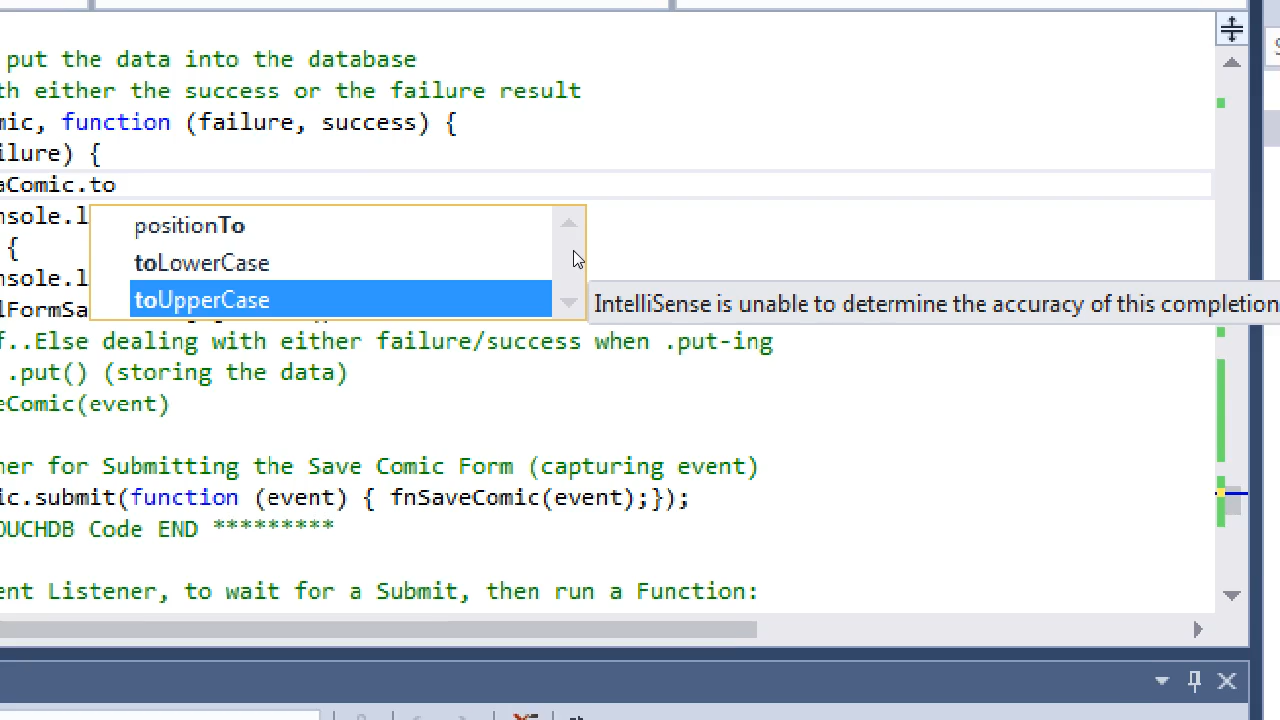 put the data into the database
th either the success or the failure result
mic, function (failure, success) {
ilure) {
aComic.to
nsole.l
positionTo
{
toLowerCase
nsole.l
toUpperCase
IntelliSense is unable to determine the accuracy of this completion
lFormSa
f..Else dealing with either failure/success when .put-ing
.put() (storing the data)
eComic(event)
ner for Submitting the Save Comic Form (capturing event)
ic.submit(function (event) { fnSaveComic(event);});
OUCHDB Code END *********
ent Listener, to wait for a Submit, then run a Function: